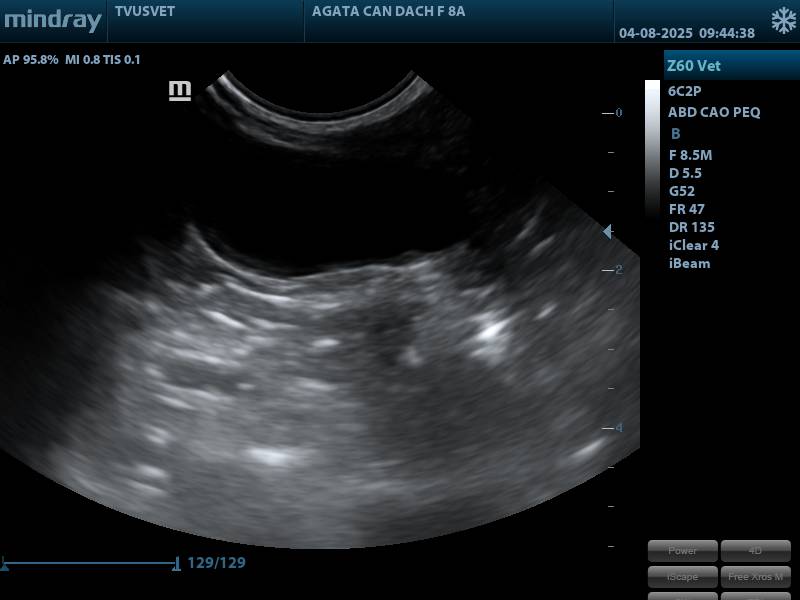 mindray
TVUSVET
AGATA CAN DACH F 8A
04-08-2025 09:44:38
AP 95.8% MI 0.8 TIS 0.1
m
Z60 Vet
6C2P
ABD CAO PEQ
B
F 8.5M
D 5.5
G52
FR 47
DR 135
iClear 4
iBeam
0
2
4
129/129
Power
4D
iScape
Free Xros M